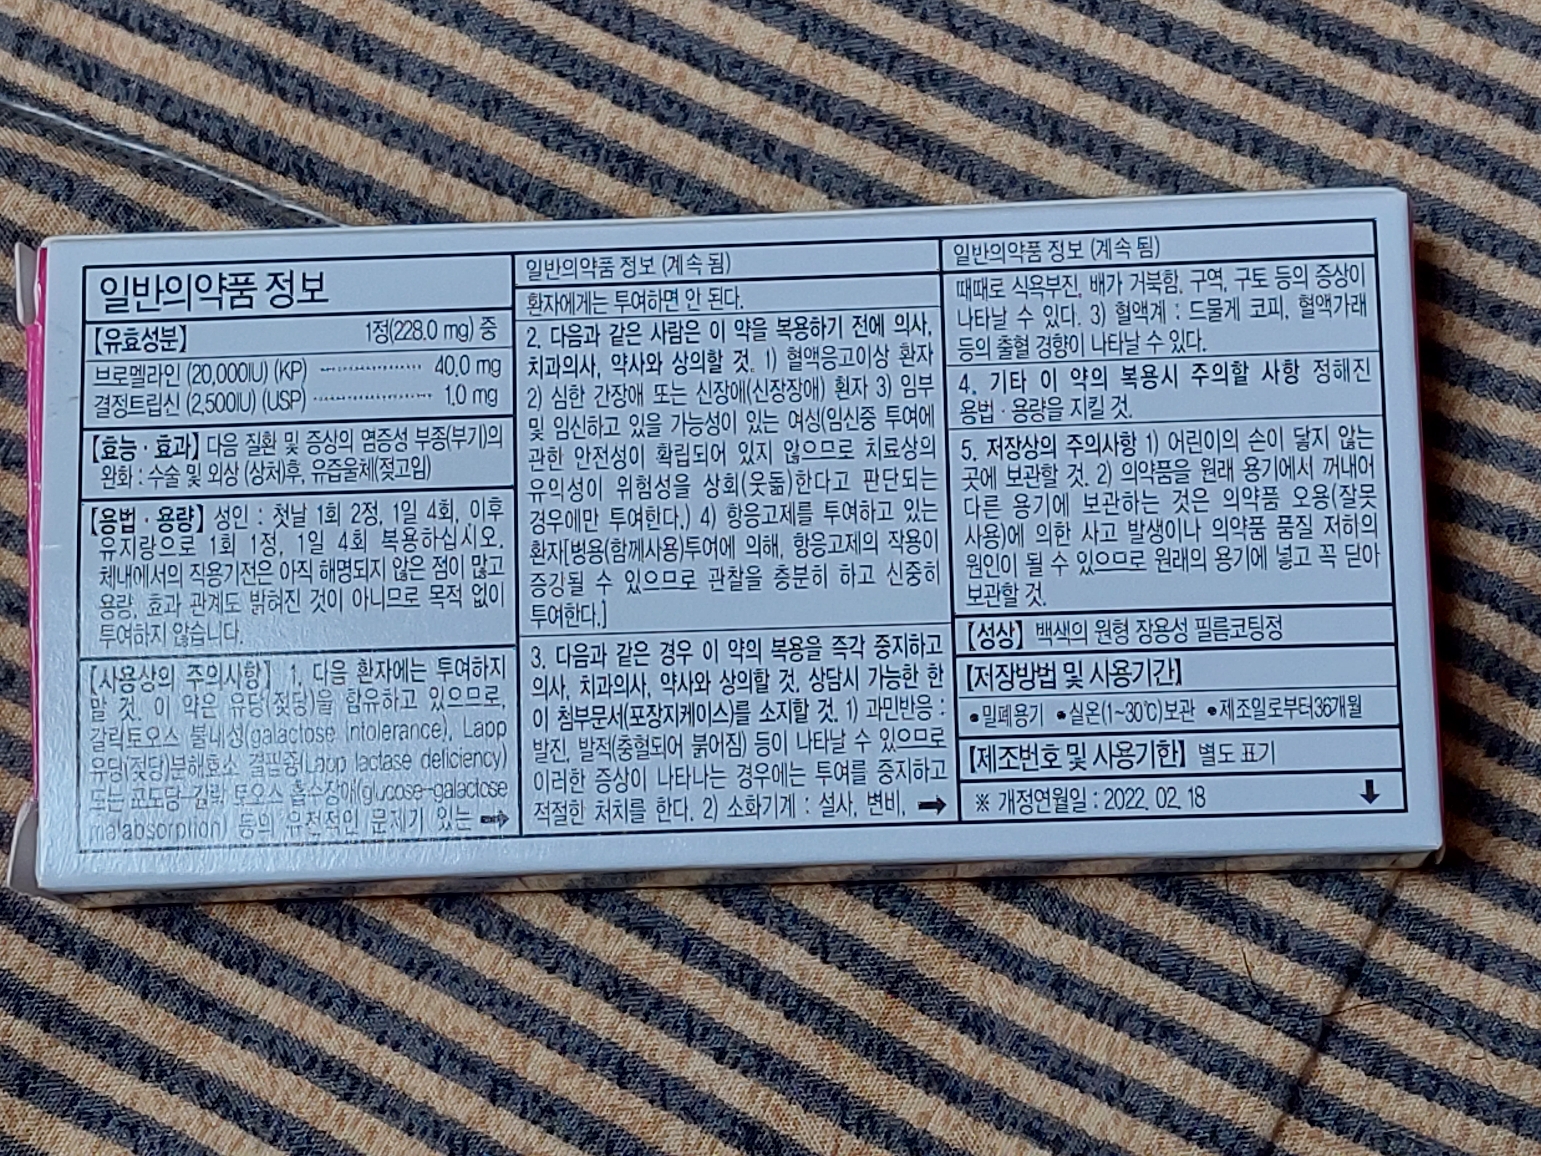 일반의약품 정보
【유효성분】 1정(228.0 mg) 중
브로멜라인 (20,000IU) (KP) ················ 40.0 mg
결정트립신 (2,500IU) (USP) ················ 1.0 mg
【효능·효과】 다음 질환 및 증상의 염증성 부종(부기)의
완화 : 수술 및 외상 (상처)후, 유즙울체(젖고임)
【용법·용량】 성인 : 첫날 1회 2정, 1일 4회, 이후
유지량으로 1회 1정, 1일 4회 복용하십시오.
체내에서의 작용기전은 아직 해명되지 않은 점이 많고
용량, 효과 관계도 밝혀진 것이 아니므로 목적 없이
투여하지 않습니다.
【사용상의 주의사항】 1. 다음 환자에는 투여하지
말 것. 이 약은 유당(젖당)을 함유하고 있으므로,
갈락토오스 불내성(galactose intolerance), Lapp
유당(젖당)분해효소 결핍증(Lapp lactase deficiency)
또는 포도당-갈락토오스 흡수장애(glucose-galactose
malabsorption) 등의 유전적인 문제가 있는 ➡
일반의약품 정보 (계속 됨)
환자에게는 투여하면 안 된다.
2. 다음과 같은 사람은 이 약을 복용하기 전에 의사,
치과의사, 약사와 상의할 것. 1) 혈액응고이상 환자
2) 심한 간장애 또는 신장애(신장장애) 환자 3) 임부
및 임신하고 있을 가능성이 있는 여성(임신중 투여에
관한 안전성이 확립되어 있지 않으므로 치료상의
유익성이 위험성을 상회(웃돎)한다고 판단되는
경우에만 투여한다.) 4) 항응고제를 투여하고 있는
환자[병용(함께사용)투여에 의해, 항응고제의 작용이
증강될 수 있으므로 관찰을 충분히 하고 신중히
투여한다.]
3. 다음과 같은 경우 이 약의 복용을 즉각 중지하고
의사, 치과의사, 약사와 상의할 것. 상담시 가능한 한
이 첨부문서(포장지케이스)를 소지할 것. 1) 과민반응 :
발진, 발적(충혈되어 붉어짐) 등이 나타날 수 있으므로
이러한 증상이 나타나는 경우에는 투여를 중지하고
적절한 처치를 한다. 2) 소화기계 : 설사, 변비, ➡
일반의약품 정보 (계속 됨)
때때로 식욕부진, 배가 거북함, 구역, 구토 등의 증상이
나타날 수 있다. 3) 혈액계 : 드물게 코피, 혈액가래
등의 출혈 경향이 나타날 수 있다.
4. 기타 이 약의 복용시 주의할 사항 정해진
용법·용량을 지킬 것.
5. 저장상의 주의사항 1) 어린이의 손이 닿지 않는
곳에 보관할 것. 2) 의약품을 원래 용기에서 꺼내어
다른 용기에 보관하는 것은 의약품 오용(잘못
사용)에 의한 사고 발생이나 의약품 품질 저하의
원인이 될 수 있으므로 원래의 용기에 넣고 꼭 닫아
보관할 것.
【성상】 백색의 원형 장용성 필름코팅정
【저장방법 및 사용기간】
●밀폐용기 ●실온(1~30℃)보관 ●제조일로부터36개월
【제조번호 및 사용기한】 별도 표기
※ 개정연월일 : 2022. 02. 18 ⬇